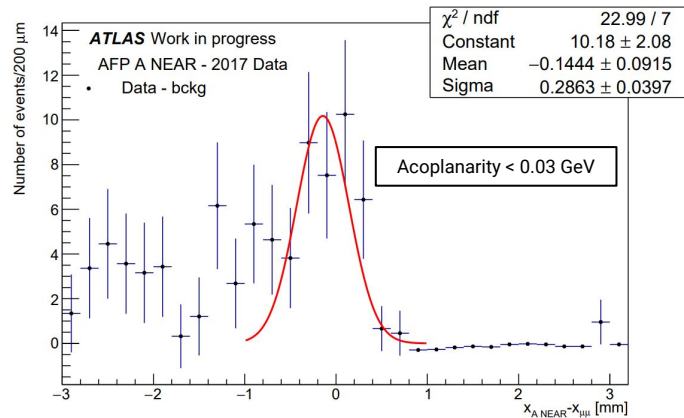 χ² / ndf 22.99 / 7
Constant 10.18 ± 2.08
Mean −0.1444 ± 0.0915
Sigma 0.2863 ± 0.0397
ATLAS Work in progress
AFP A NEAR - 2017 Data
Data - bckg
Acoplanarity < 0.03 GeV
Number of events/200 μm
14
12
10
8
6
4
2
0
−3 −2 −1 0 1 2 3
x_A NEAR-x_μμ [mm]